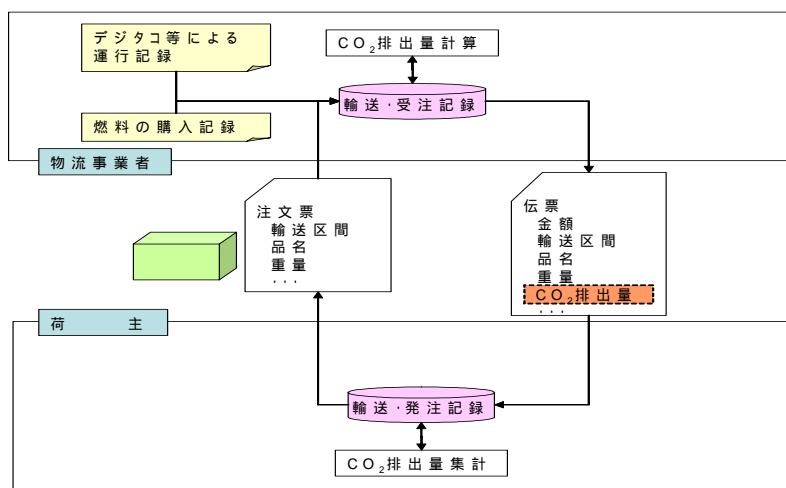 デジタコ等による
運行記録
CO₂排出量計算
輸送・受注記録
燃料の購入記録
物流事業者
注文票
輸送区間
品名
重量
・・・
伝票
金額
輸送区間
品名
重量
CO₂排出量
・・・
荷　　主
輸送・発注記録
CO₂排出量集計